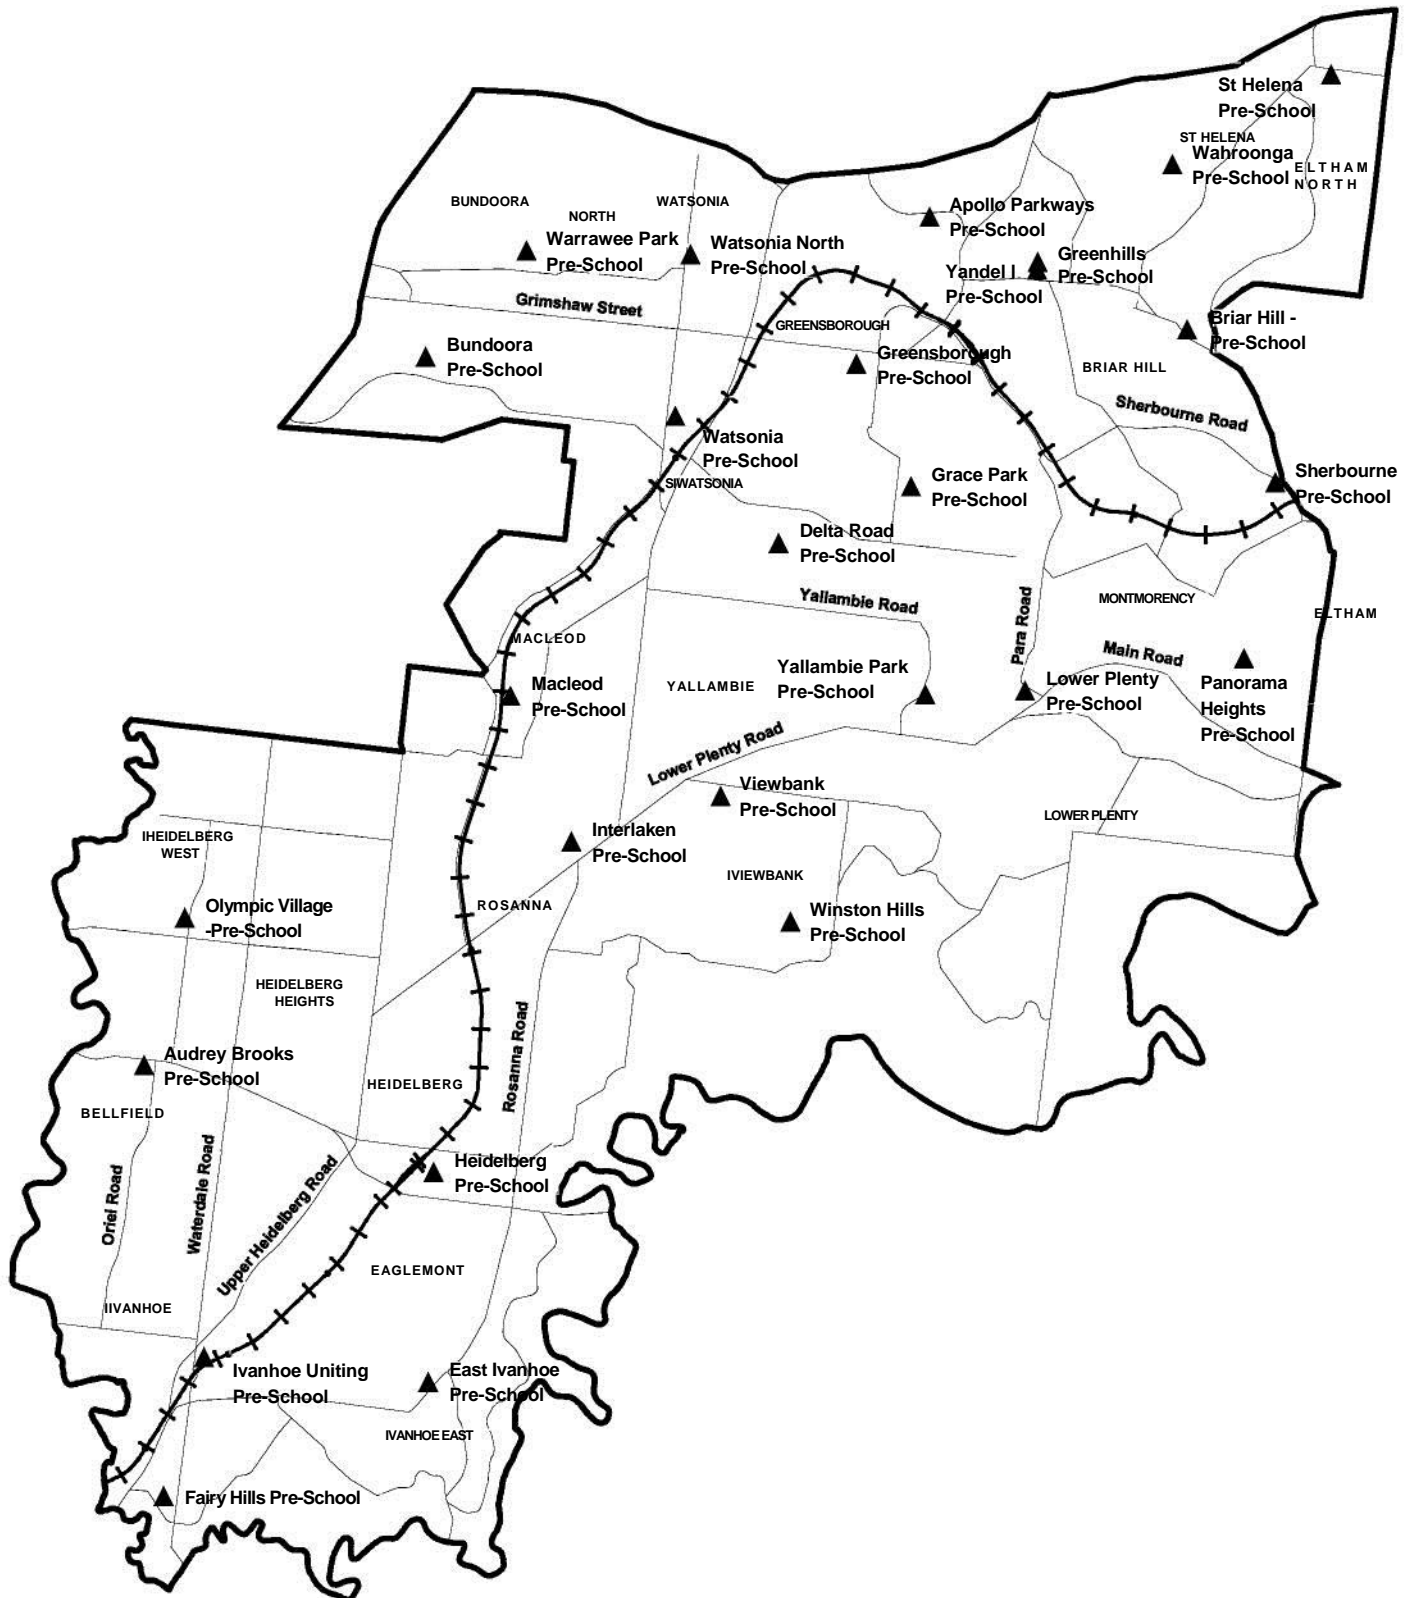 St Helena
Pre-School
ST HELENA
Wahroonga
Pre-School
ELTHAM
NORTH
BUNDOORA
NORTH
WATSONIA
Apollo Parkways
Pre-School
Warrawee Park
Pre-School
Watsonia North
Pre-School
Greenhills
Pre-School
Yandel l
Pre-School
Grimshaw Street
GREENSBOROUGH
Briar Hill -
Pre-School
Bundoora
Pre-School
Greensborough
Pre-School
BRIAR HILL
Sherbourne Road
Watsonia
Pre-School
SIWATSONIA
Grace Park
Pre-School
Sherbourne
Pre-School
Delta Road
Pre-School
Yallambie Road
Para Road
MONTMORENCY
ELTHAM
MACLEOD
Main Road
Macleod
Pre-School
YALLAMBIE
Yallambie Park
Pre-School
Lower Plenty
Pre-School
Panorama
Heights
Pre-School
Lower Plenty Road
Viewbank
Pre-School
LOWER PLENTY
IHEIDELBERG
WEST
Interlaken
Pre-School
IVIEWBANK
Olympic Village
-Pre-School
ROSANNA
Winston Hills
Pre-School
HEIDELBERG
HEIGHTS
Rosanna Road
Audrey Brooks
Pre-School
HEIDELBERG
BELLFIELD
Oriel Road
Waterdale Road
Upper Heidelberg Road
Heidelberg
Pre-School
EAGLEMONT
IIVANHOE
Ivanhoe Uniting
Pre-School
East Ivanhoe
Pre-School
IVANHOE EAST
Fairy Hills Pre-School